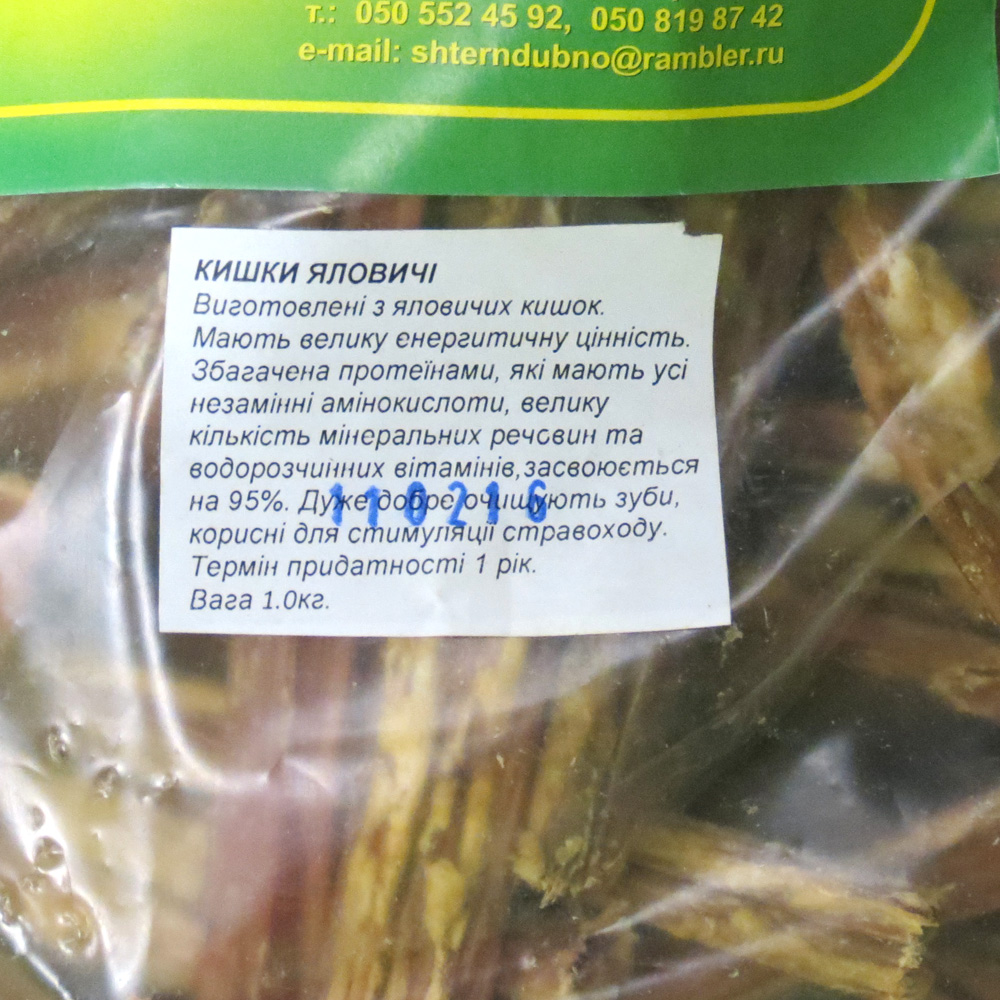 т.: 050 552 45 92, 050 819 87 42
e-mail: shterndubno@rambler.ru
КИШКИ ЯЛОВИЧІ
Виготовлені з яловичих кишок.
Мають велику енергитичну цінність.
Збагачена протеїнами, які мають усі
незамінні амінокислоти, велику
кількість мінеральних речовин та
водорозчинних вітамінів,засвоюється
на 95%. Дуже добре очищують зуби,
110216
корисні для стимуляції стравоходу.
Термін придатності 1 рік.
Вага 1.0кг.